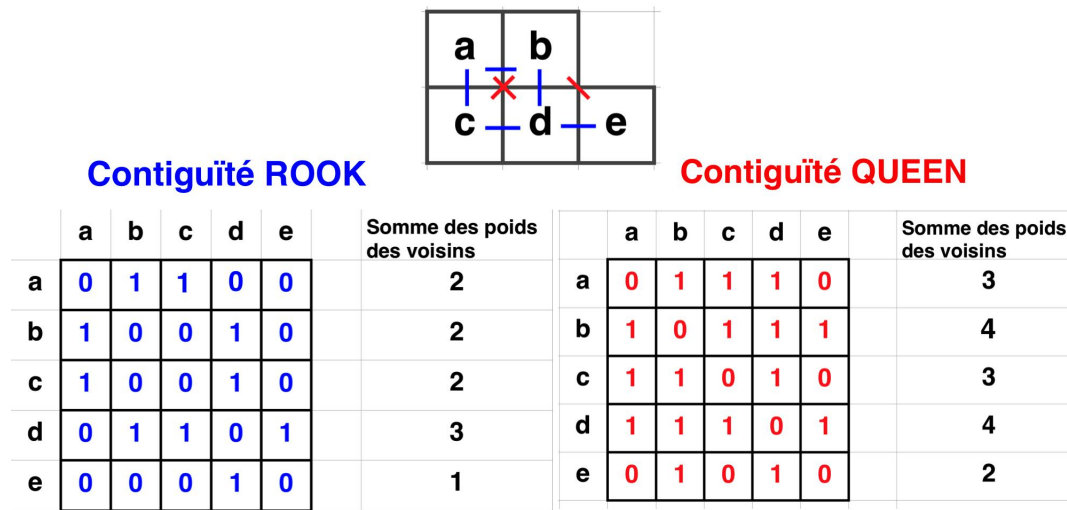 a b
c d e
Contiguïté ROOK
a b c d e Somme des poids
des voisins
a 0 1 1 0 0 2
b 1 0 0 1 0 2
c 1 0 0 1 0 2
d 0 1 1 0 1 3
e 0 0 0 1 0 1
Contiguïté QUEEN
a b c d e Somme des poids
des voisins
a 0 1 1 1 0 3
b 1 0 1 1 1 4
c 1 1 0 1 0 3
d 1 1 1 0 1 4
e 0 1 0 1 0 2